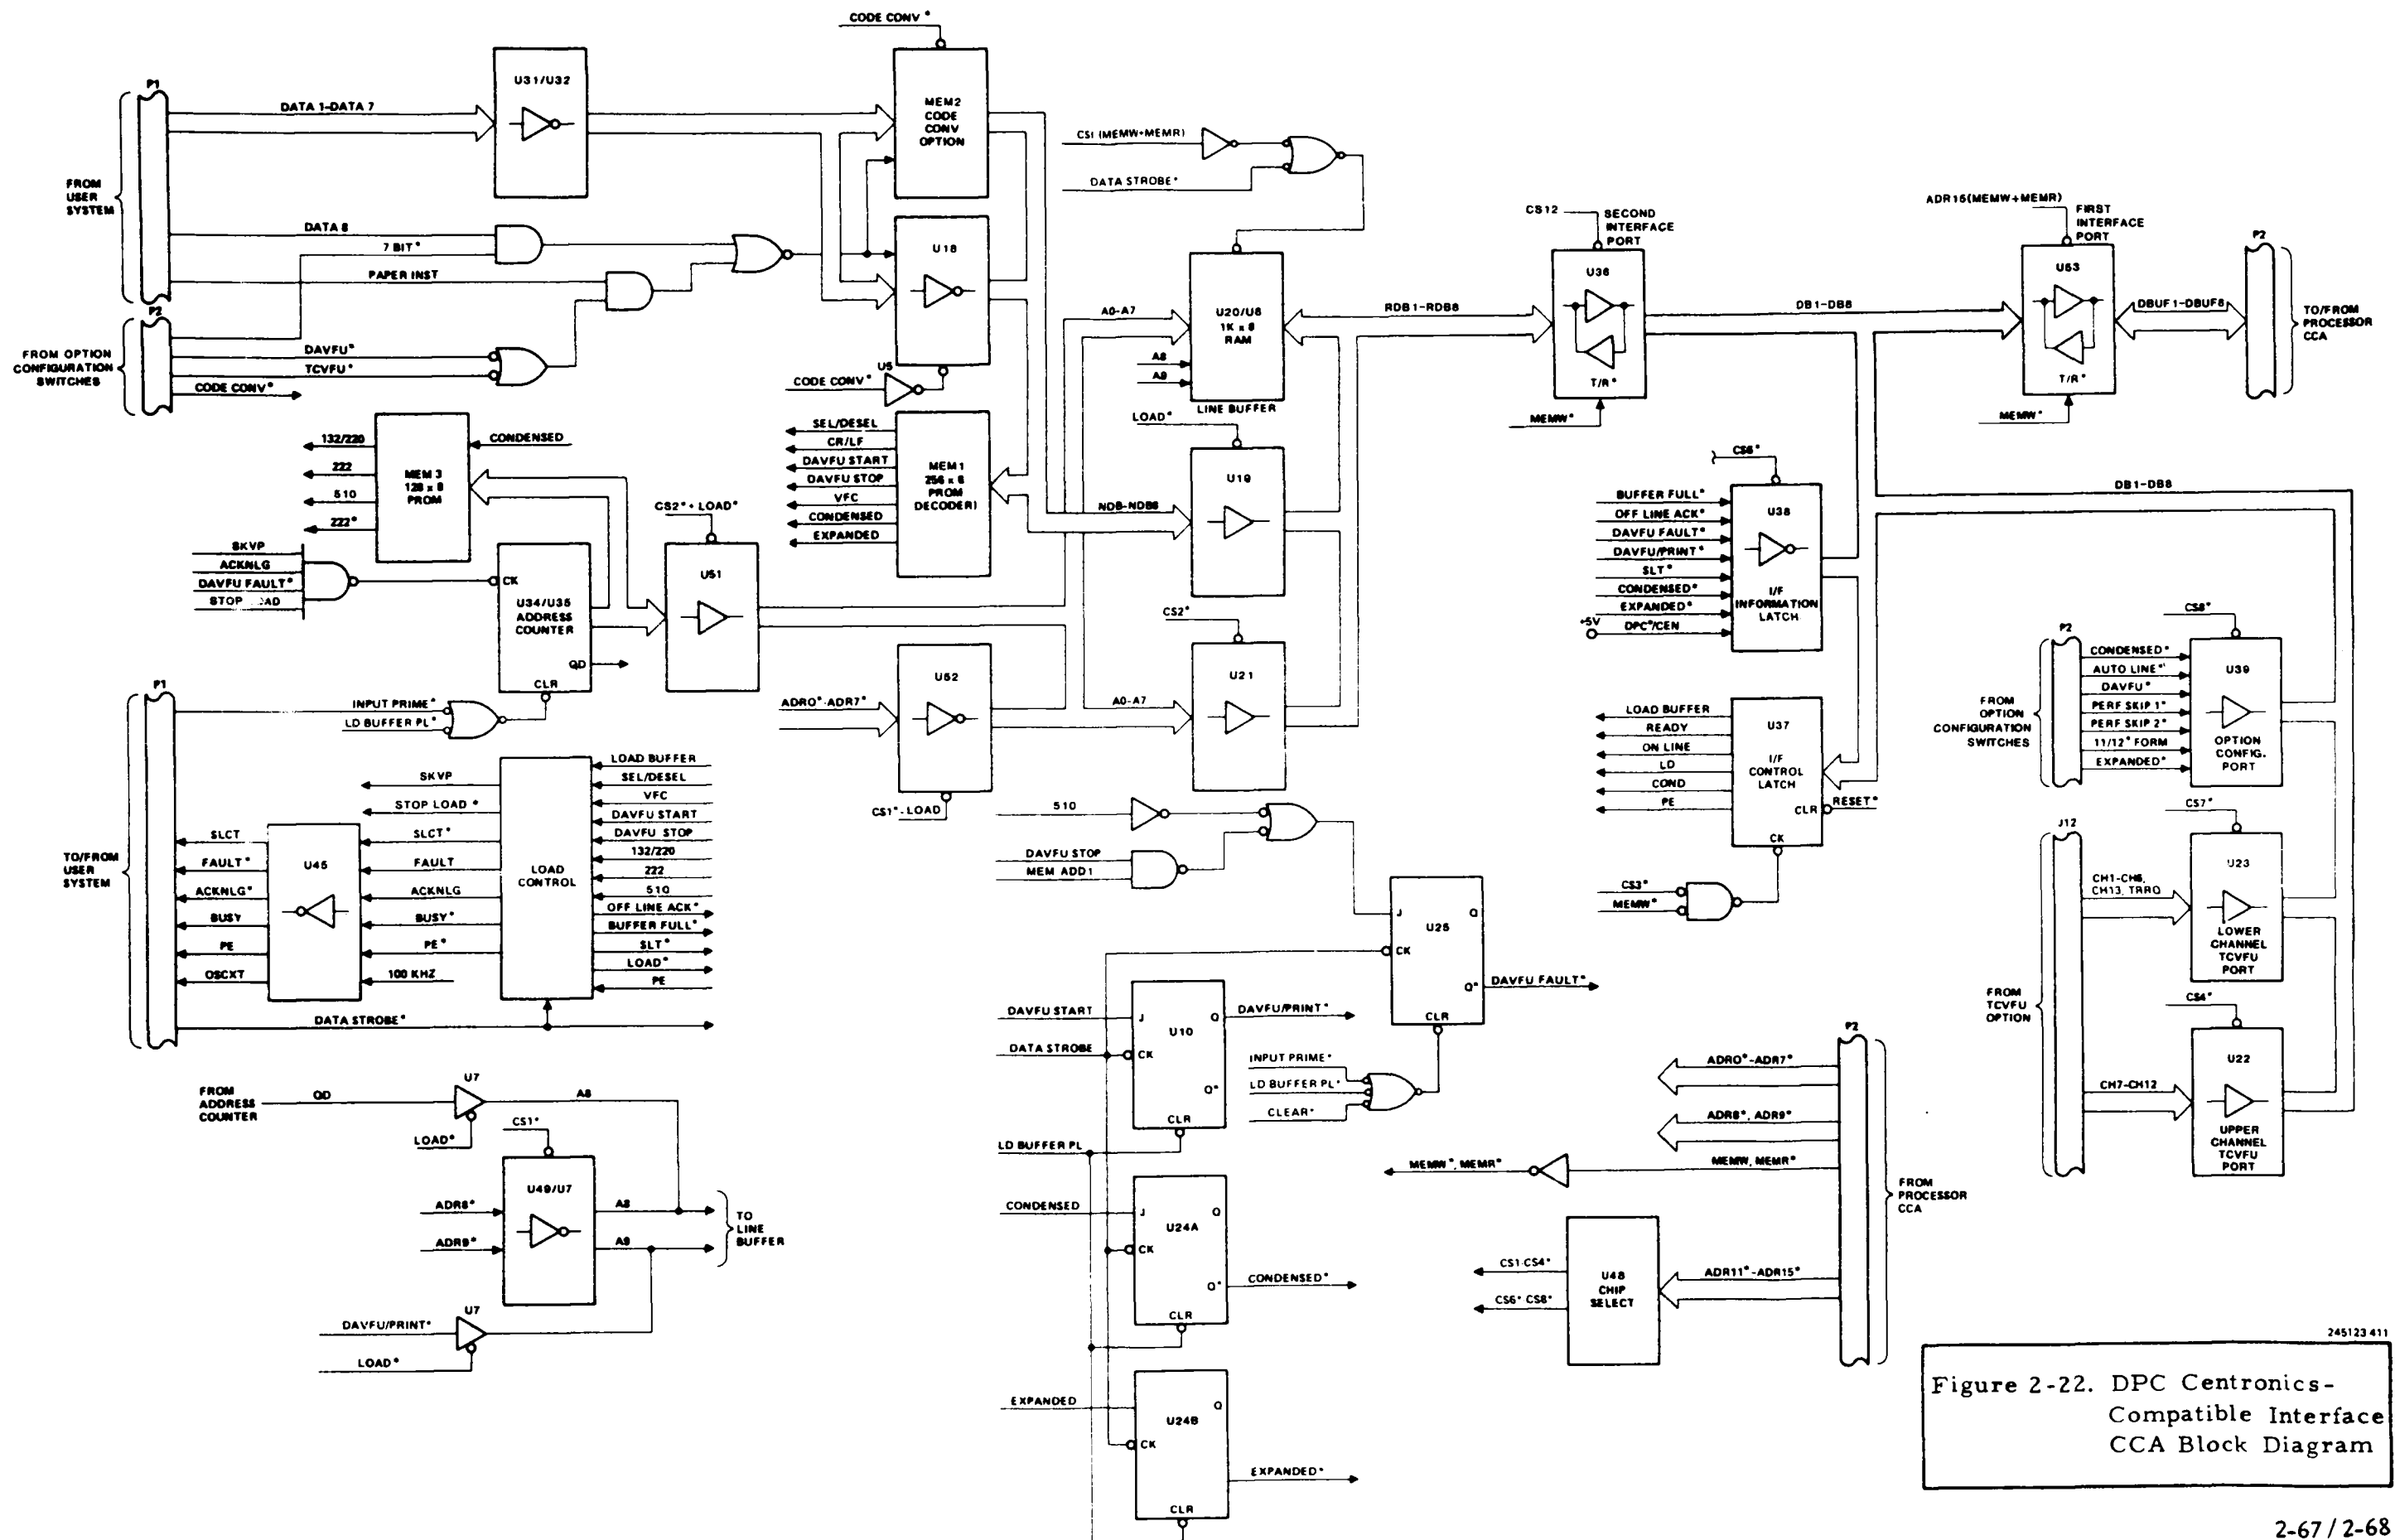 CODE CONV*
P1
DATA 1-DATA 7
FROM
USER
SYSTEM
DATA 8
7 BIT*
PAPER INST
U31/U32
MEM2
CODE
CONV
OPTION
U18
U5
CODE CONV*
P2
FROM OPTION
CONFIGURATION
SWITCHES
DAVFU*
TCVFU*
CODE CONV*
CS1 (MEMW+MEMR)
DATA STROBE*
A0-A7
U20/U6
1K x 8
RAM
A8
A9
LINE BUFFER
RDB1-RDB8
CS12
SECOND
INTERFACE
PORT
U36
T/R*
MEMW*
DB1-DB8
ADR15(MEMW+MEMR)
FIRST
INTERFACE
PORT
U53
T/R*
MEMW*
DBUF1-DBUF8
P2
TO/FROM
PROCESSOR
CCA
132/220
222
510
222*
MEM 3
128 x 8
PROM
CONDENSED
SKVP
ACKNLG
DAVFU FAULT*
CK
U34/U35
ADDRESS
COUNTER
QD
CLR
CS2* + LOAD*
U51
SEL/DESEL
CR/LF
DAVFU START
DAVFU STOP
VFC
CONDENSED
EXPANDED
MEM1
256 x 8
PROM
DECODER)
NDB-NDB8
LOAD*
U19
CS2*
A0-A7
U21
ADR0*-ADR7*
U52
CS1*-LOAD
CS6*
BUFFER FULL*
OFF LINE ACK*
DAVFU FAULT*
DAVFU/PRINT*
SLT*
CONDENSED*
EXPANDED*
+5V
DPC*/CEN
U38
I/F
INFORMATION
LATCH
DB1-DB8
LOAD BUFFER
READY
ON LINE
LD
COND
PE
U37
I/F
CONTROL
LATCH
CLR
RESET*
CK
CS3*
MEMW*
CS8*
P2
FROM
OPTION
CONFIGURATION
SWITCHES
CONDENSED*
AUTO LINE*
DAVFU*
PERF SKIP 1*
PERF SKIP 2*
11/12* FORM
EXPANDED*
U39
OPTION
CONFIG.
PORT
CS7*
J12
CH1-CH6,
CH13, TRRQ
U23
LOWER
CHANNEL
TCVFU
PORT
FROM
TCVFU
OPTION
CS4*
CH7-CH12
U22
UPPER
CHANNEL
TCVFU
PORT
P1
INPUT PRIME*
LD BUFFER PL*
TO/FROM
USER
SYSTEM
SLCT
FAULT*
ACKNLG*
BUSY
PE
OSCXT
U45
SKVP
STOP LOAD*
SLCT*
FAULT
ACKNLG
BUSY*
PE*
100 KHZ
LOAD
CONTROL
LOAD BUFFER
SEL/DESEL
VFC
DAVFU START
DAVFU STOP
132/220
222
510
OFF LINE ACK*
BUFFER FULL*
SLT*
LOAD*
PE
DATA STROBE*
510
DAVFU STOP
MEM ADD1
J
Q
U25
CK
Q*
CLR
DAVFU FAULT*
DAVFU START
DATA STROBE
J
Q
U10
CK
Q*
CLR
DAVFU/PRINT*
INPUT PRIME*
LD BUFFER PL*
CLEAR*
LD BUFFER PL
CONDENSED
J
Q
U24A
CK
Q*
CLR
CONDENSED*
EXPANDED
Q
U24B
CK
EXPANDED*
CLR
FROM
ADDRESS
COUNTER
QD
U7
LOAD*
A8
CS1*
U49/U7
ADR8*
ADR9*
A8
A9
TO
LINE
BUFFER
U7
DAVFU/PRINT*
LOAD*
P2
ADR0*-ADR7*
ADR8*, ADR9*
MEMW*, MEMR*
MEMW, MEMR*
FROM
PROCESSOR
CCA
CS1-CS4*
CS6*-CS8*
U48
CHIP
SELECT
ADR11*-ADR15*
245123 411
Figure 2-22. DPC Centronics-
Compatible Interface
CCA Block Diagram
2-67 / 2-68